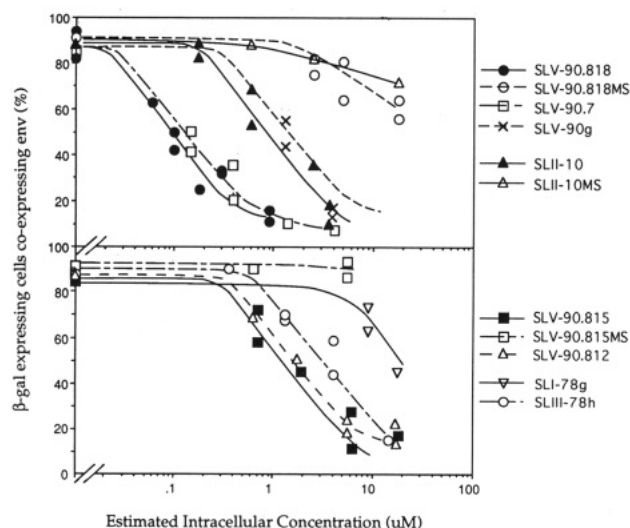 β-gal expressing cells co-expressing env (%)
100
80
60
40
20
100
80
60
40
20
0
.1
1
10
100
Estimated Intracellular Concentration (uM)
SLV-90.818
SLV-90.818MS
SLV-90.7
SLV-90g
SLII-10
SLII-10MS
SLV-90.815
SLV-90.815MS
SLV-90.812
SLI-78g
SLIII-78h